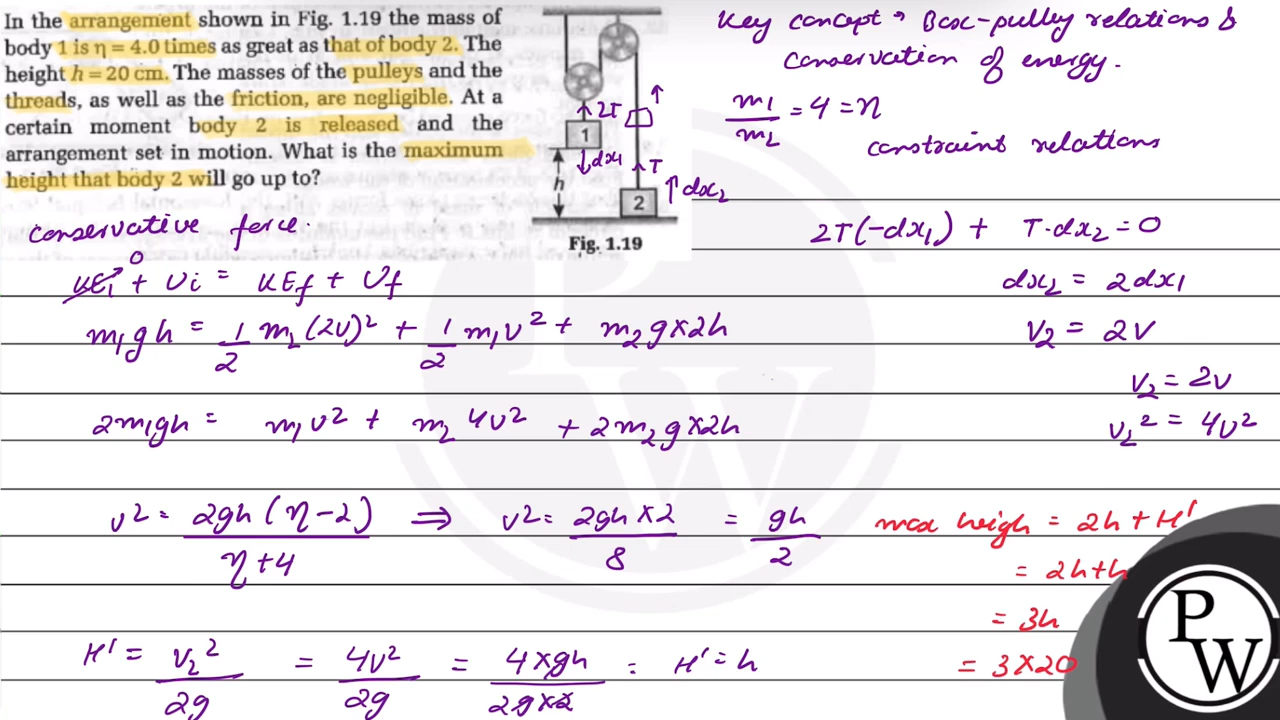 In the arrangement shown in Fig. 1.19 the mass of
body 1 is η = 4.0 times as great as that of body 2. The
height h = 20 cm. The masses of the pulleys and the
threads, as well as the friction, are negligible. At a
certain moment body 2 is released and the
arrangement set in motion. What is the maximum
height that body 2 will go up to?
2T
1
dx1
h
T
dx2
2
Fig. 1.19
Key concept → Box-pulley relations &
conservation of energy.
m1/m2 = 4 = η
constraint relations
2T(-dx1) + T·dx2 = 0
dx2 = 2dx1
V2 = 2V
V2 = 2V
V2² = 4V²
conservative force.
0
KEi + Ui = KEf + Uf
m1gh = 1/2 m2(2V)² + 1/2 m1V² + m2g×2h
2m1gh = m1V² + m2 4V² + 2m2g×2h
V² = 2gh(η-2)/η+4 ⇒ V² = 2gh×2/8 = gh/2
H' = V2²/2g = 4V²/2g = 4×gh/2g×2 : H' = h
max heigh = 2h + H'
= 2h+h
= 3h
= 3×20
P
W